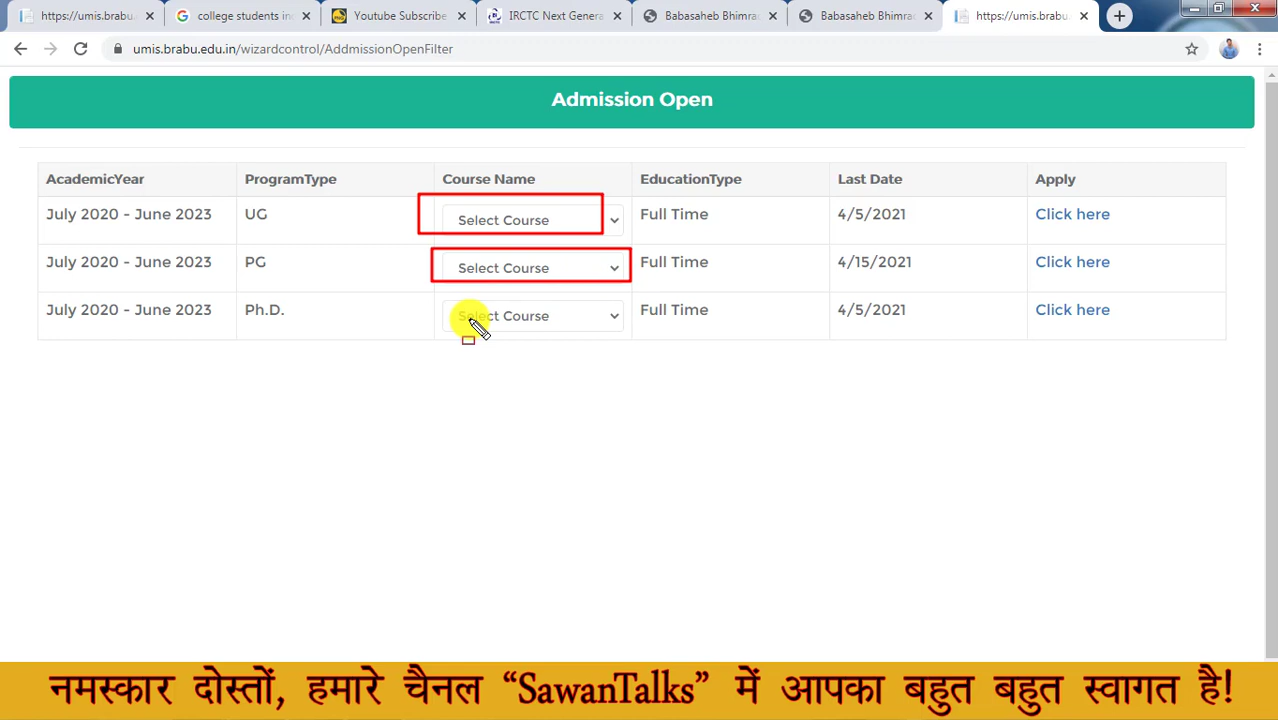 https://umis.brabu
college students in
Youtube Subscribe
IRCTC Next Genera
Babasaheb Bhimra
Babasaheb Bhimra
https://umis.brabu
umis.brabu.edu.in/wizardcontrol/AddmissionOpenFilter
Admission Open
AcademicYear ProgramType Course Name EducationType Last Date Apply
July 2020 - June 2023 UG Select Course Full Time 4/5/2021 Click here
July 2020 - June 2023 PG Select Course Full Time 4/15/2021 Click here
July 2020 - June 2023 Ph.D. Select Course Full Time 4/5/2021 Click here
नमस्कार दोस्तों, हमारे चैनल “SawanTalks” में आपका बहुत बहुत स्वागत है!